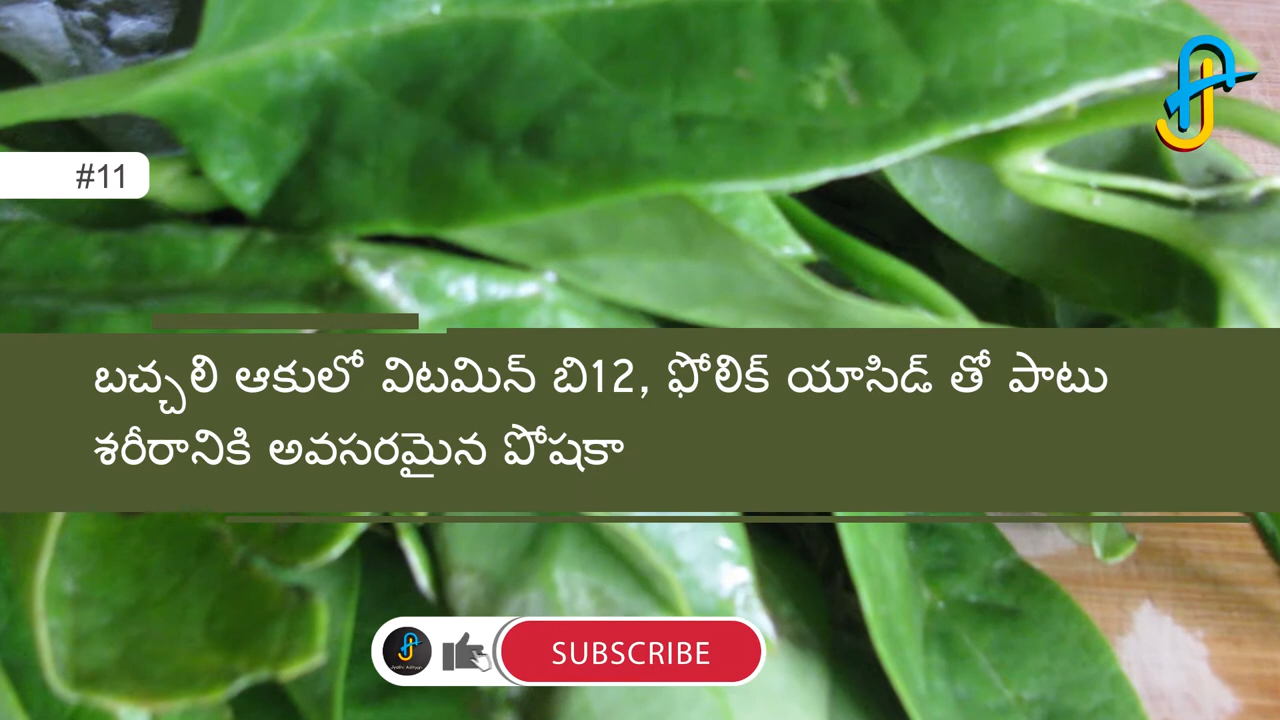 #11
బచ్చలి ఆకులో విటమిన్ బి12, ఫోలిక్ యాసిడ్ తో పాటు
శరీరానికి అవసరమైన పోషకా
SUBSCRIBE